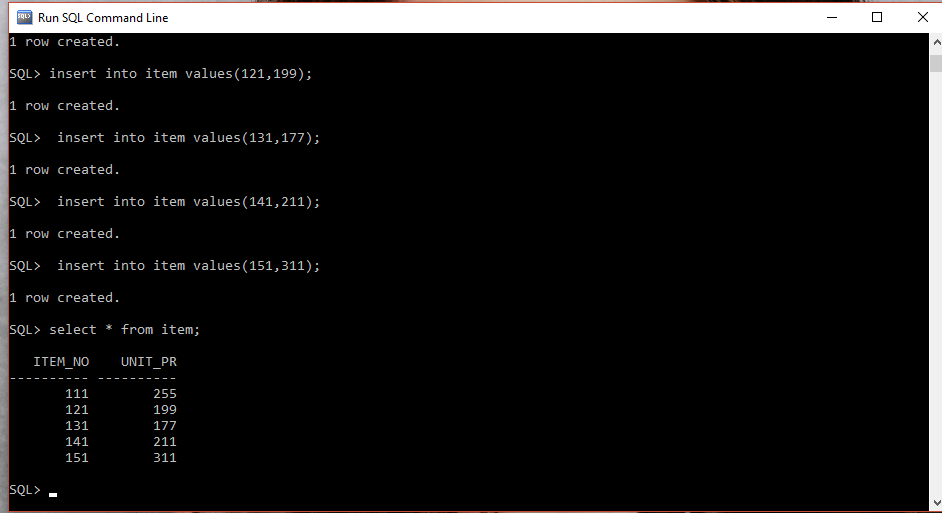 Run SQL Command Line
1 row created.
SQL> insert into item values(121,199);
1 row created.
SQL>  insert into item values(131,177);
1 row created.
SQL>  insert into item values(141,211);
1 row created.
SQL>  insert into item values(151,311);
1 row created.
SQL> select * from item;
   ITEM_NO    UNIT_PR
---------- ----------
       111        255
       121        199
       131        177
       141        211
       151        311
SQL>